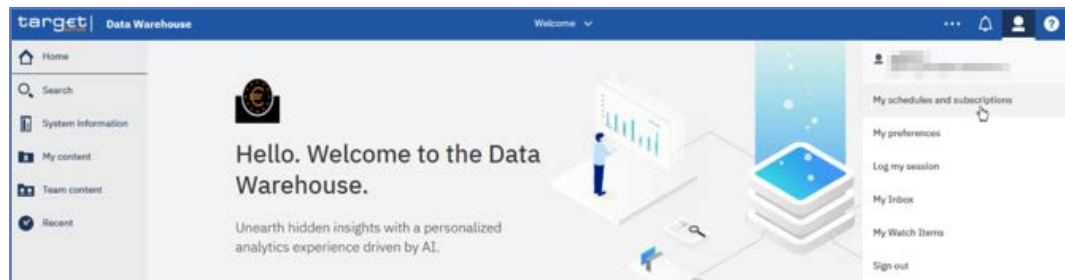 target | Data Warehouse
Welcome
Home
Search
System Information
My content
Team content
Recent
Hello. Welcome to the Data
Warehouse.
Unearth hidden insights with a personalized
analytics experience driven by AI.
My schedules and subscriptions
My preferences
Log my session
My Inbox
My Watch Items
Sign out